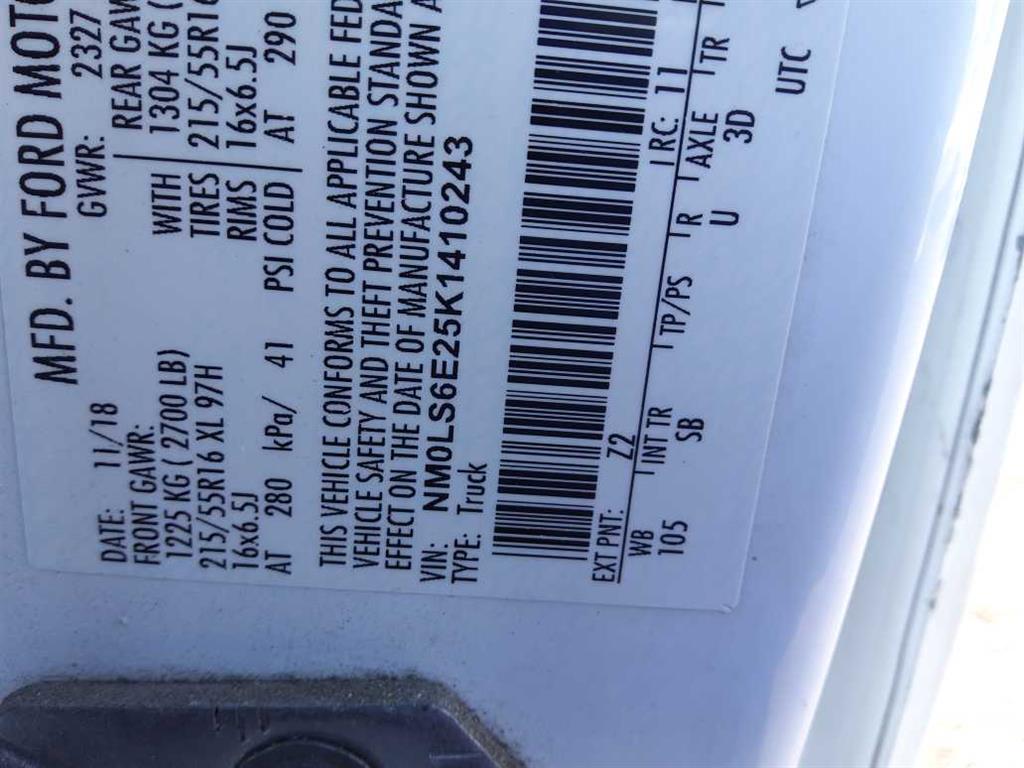 MFD. BY FORD MOTO
DATE: 11/18 GVWR: 2327
FRONT GAWR: REAR GAW
1225 KG ( 2700 LB) WITH 1304 KG (
215/55R16 XL 97H TIRES 215/55R16
16x6.5J RIMS 16x6.5J
AT 280 kPa/ 41 PSI COLD AT 290
THIS VEHICLE CONFORMS TO ALL APPLICABLE FED
VEHICLE SAFETY AND THEFT PREVENTION STANDA
EFFECT ON THE DATE OF MANUFACTURE SHOWN A
VIN: NM0LS6E25K1410243
TYPE: Truck
EXT PNT: Z2 RC: 11
WB INT TR TP/PS R AXLE TR
105 SB U 3D
UTC